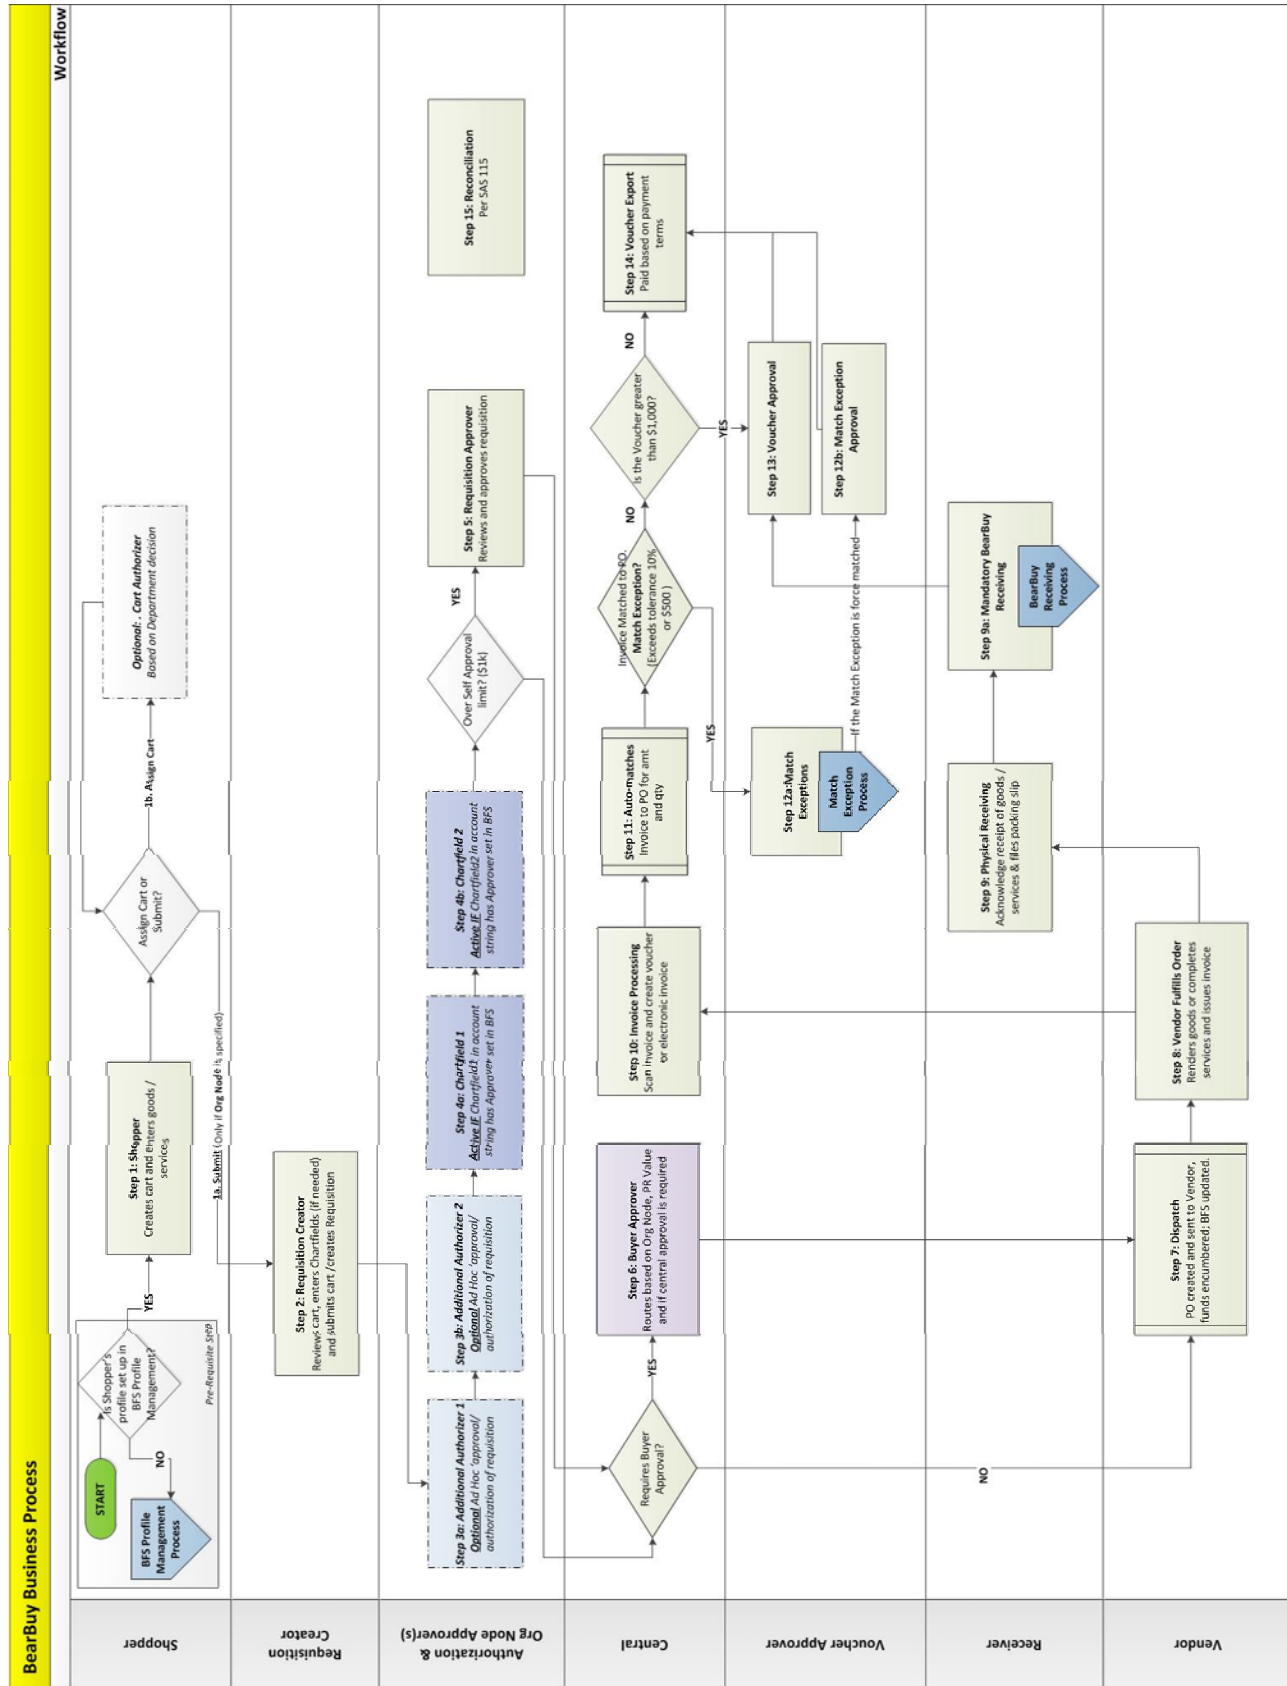 BearBuy Business Process
Workflow
Shopper
START
Is Shopper's
profile set up in
BFS Profile
Management?
NO
YES
BFS Profile
Management
Process
Pre-Requisite Step
Step 1: Shopper
Creates cart and enters goods /
services
Assign Cart or
Submit?
1b. Assign Cart
Optional: . Cart Authorizer
Based on Department decision
1a. Submit (Only if Org Node is specified)
Requisition
Creator
Step 2: Requisition Creator
Reviews cart, enters Chartfields (if needed)
and submits cart /creates Requisition
Authorization &
Org Node Approver(s)
Step 3a: Additional Authorizer 1
Optional Ad Hoc 'approval/
authorization of requisition
Step 3b: Additional Authorizer 2
Optional Ad Hoc 'approval/
authorization of requisition
Step 4a: Chartfield 1
Active IF Chartfield1 in account
string has Approver set in BFS
Step 4b: Chartfield 2
Active IF Chartfield2 in account
string has Approver set in BFS
Over Self Approval
limit? ($1k)
YES
Step 5: Requisition Approver
Reviews and approves requisition
Step 15: Reconciliation
Per SAS 115
Central
Requires Buyer
Approval?
YES
NO
Step 6: Buyer Approver
Routes based on Org Node, PR Value
and if central approval is required
Step 10: Invoice Processing
Scan invoice and create voucher
or electronic invoice
Step 11: Auto-matches
Invoice to PO for amt
and qty
Invoice Matched to P.O.
Match Exception?
(Exceeds tolerance 10%
or $500 )
YES
NO
Is the Voucher greater
than $1,000?
NO
YES
Step 14: Voucher Export
Paid based on payment
terms
Voucher Approver
Step 12a:Match
Exceptions
Match
Exception
Process
If the Match Exception is force matched
Step 13: Voucher Approval
Step 12b: Match Exception
Approval
Receiver
Step 9: Physical Receiving
Acknowledge receipt of goods /
services & files packing slip
Step 9a: Mandatory BearBuy
Receiving
BearBuy
Receiving
Process
Vendor
Step 7: Dispatch
PO created and sent to Vendor,
funds encumbered; BFS updated.
Step 8: Vendor Fulfills Order
Renders goods or completes
services and issues invoice